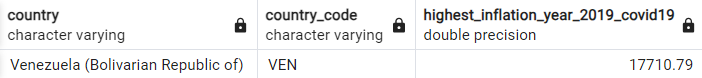 country country_code highest_inflation_year_2019_covid19
character varying character varying double precision
Venezuela (Bolivarian Republic of) VEN 17710.79